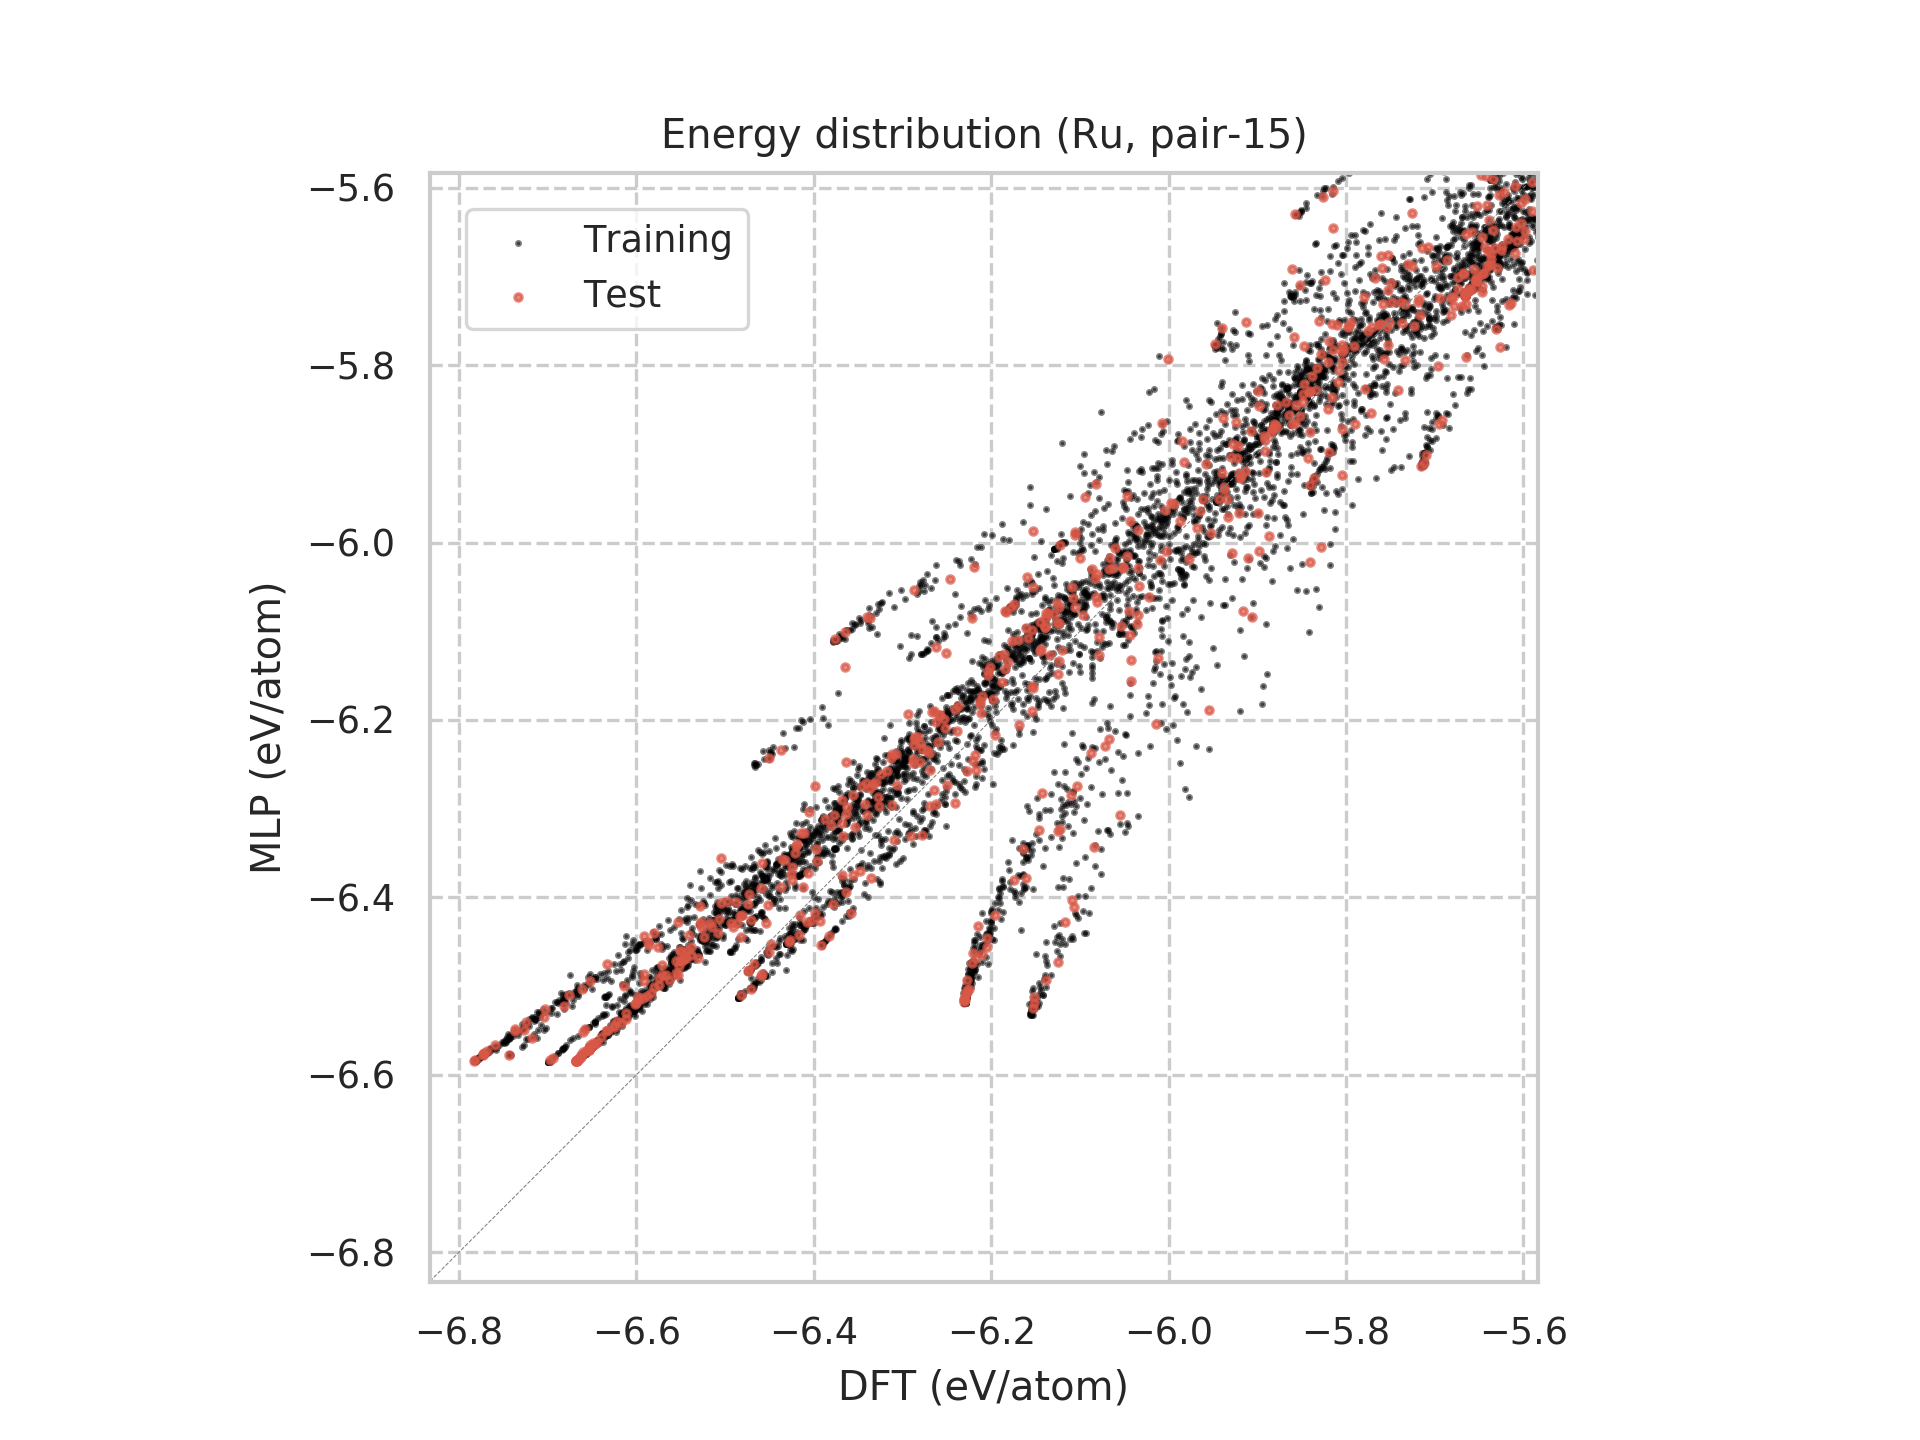 Energy distribution (Ru, pair-15)
Training
Test
MLP (eV/atom)
−5.6
−5.8
−6.0
−6.2
−6.4
−6.6
−6.8
−6.8 −6.6 −6.4 −6.2 −6.0 −5.8 −5.6
DFT (eV/atom)